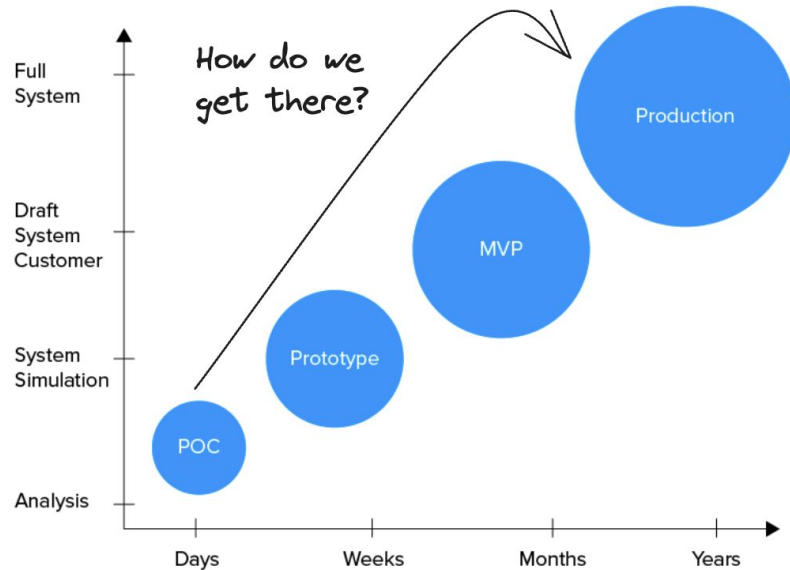 How do we
get there?
Full
System
Production
Draft
System
Customer
MVP
System
Simulation
Prototype
POC
Analysis
Days
Weeks
Months
Years